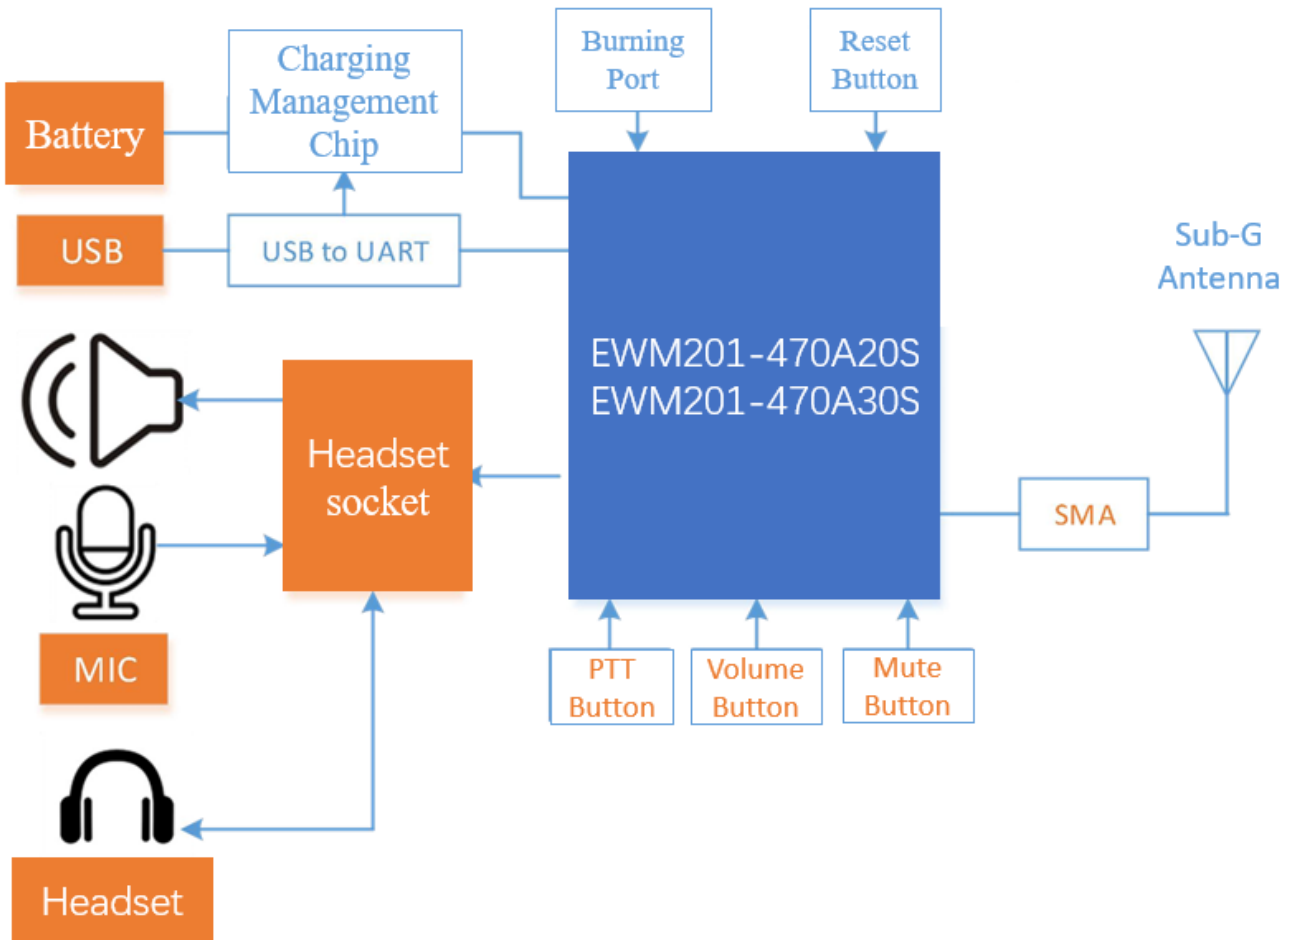 Burning
Port
Reset
Button
Charging
Management
Chip
Battery
USB
USB to UART
Sub-G
Antenna
EWM201-470A20S
EWM201-470A30S
Headset
socket
SMA
MIC
PTT
Button
Volume
Button
Mute
Button
Headset